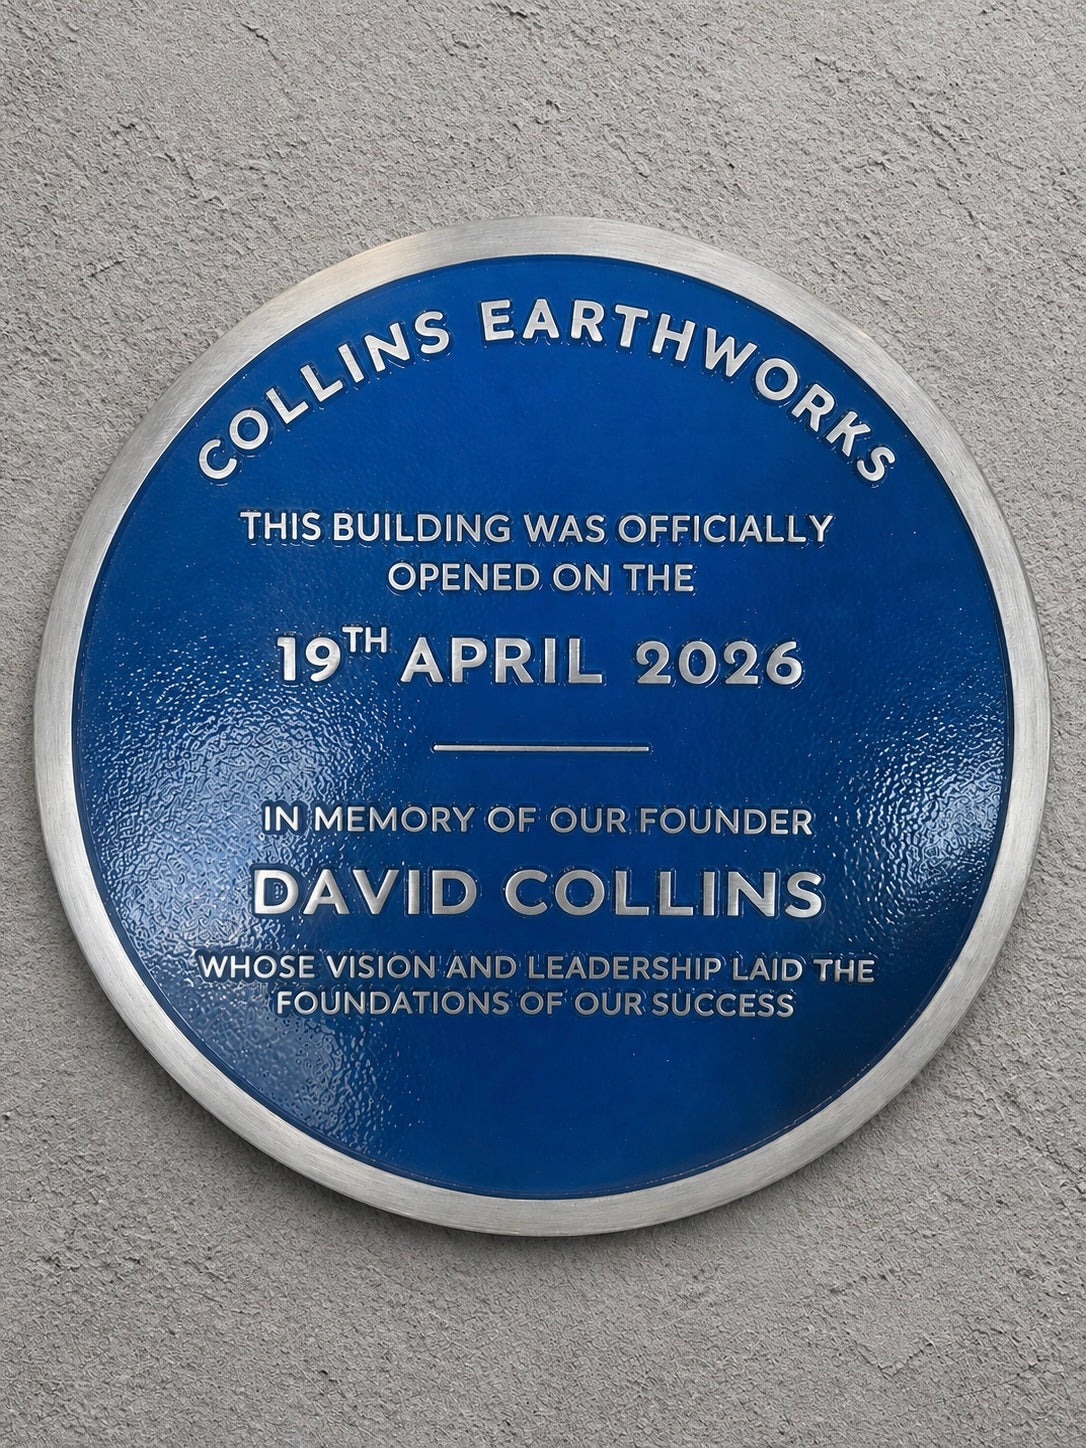 COLLINS EARTHWORKS
THIS BUILDING WAS OFFICIALLY
OPENED ON THE
19TH APRIL 2026
IN MEMORY OF OUR FOUNDER
DAVID COLLINS
WHOSE VISION AND LEADERSHIP LAID THE
FOUNDATIONS OF OUR SUCCESS